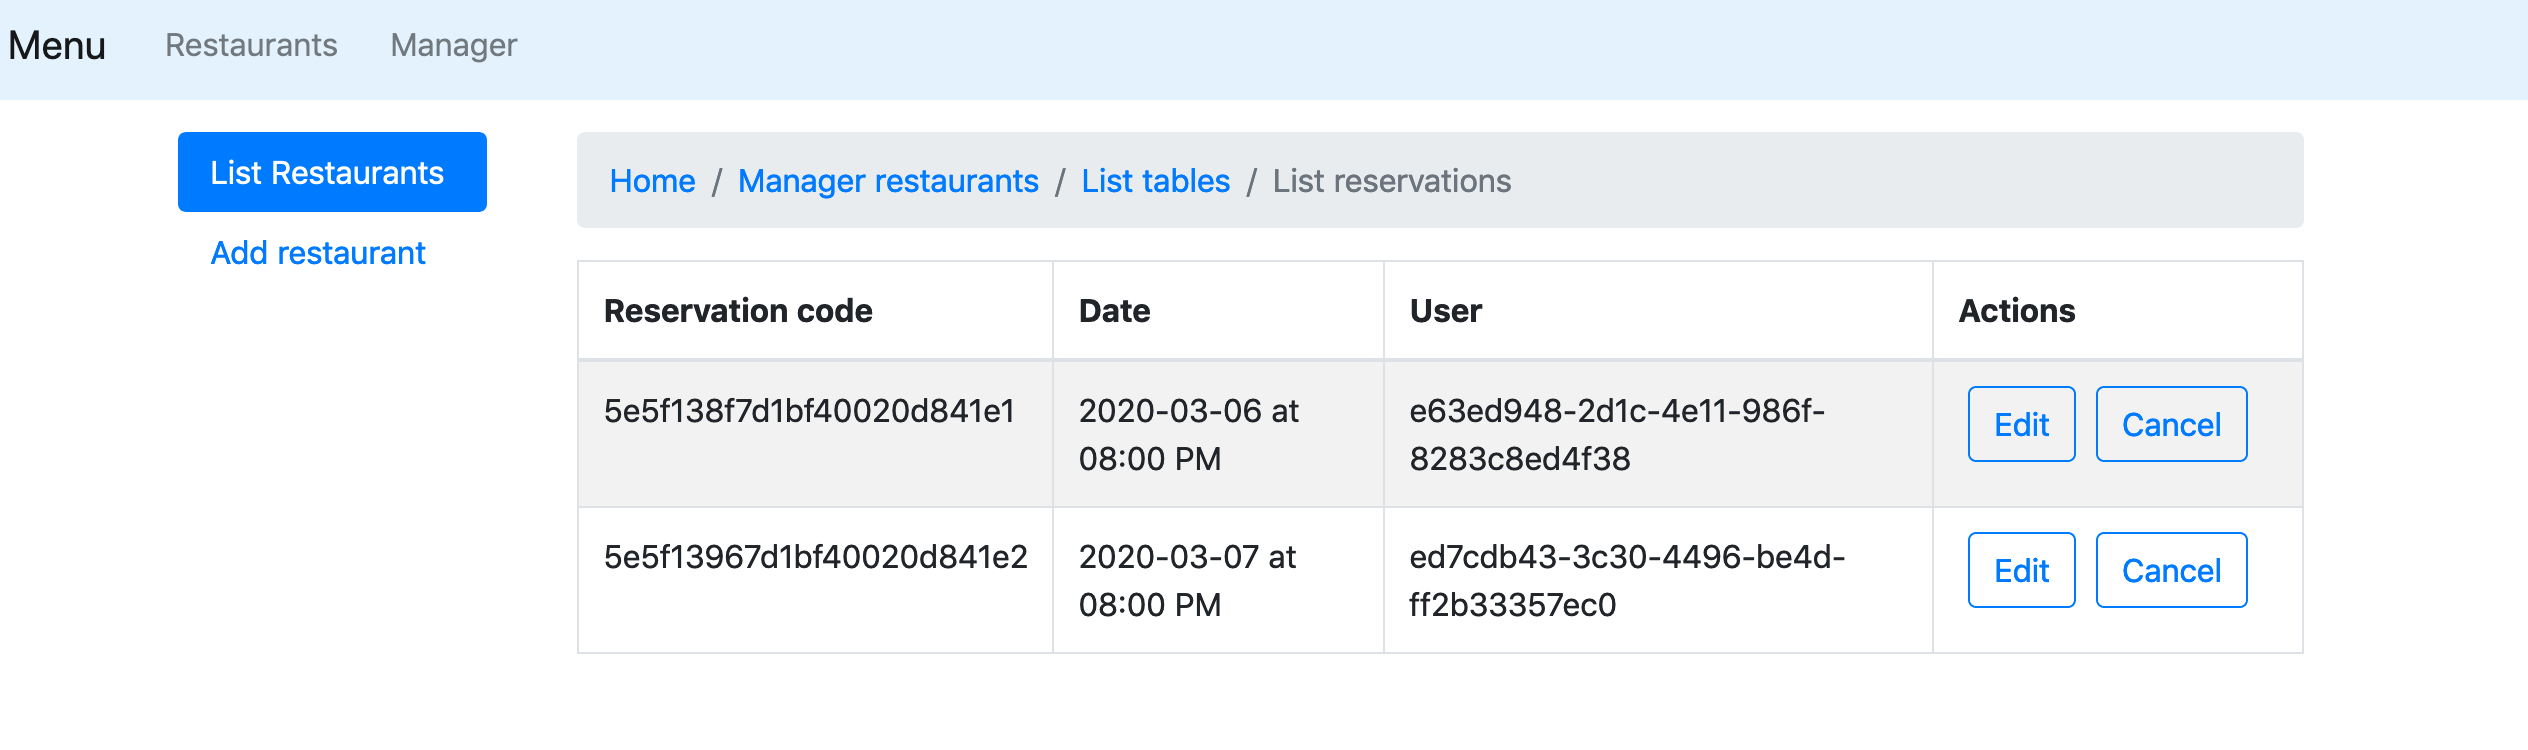 Menu Restaurants Manager
List Restaurants
Add restaurant
Home / Manager restaurants / List tables / List reservations
Reservation code Date User Actions
5e5f138f7d1bf40020d841e1 2020-03-06 at e63ed948-2d1c-4e11-986f- Edit Cancel
08:00 PM 8283c8ed4f38
5e5f13967d1bf40020d841e2 2020-03-07 at ed7cdb43-3c30-4496-be4d- Edit Cancel
08:00 PM ff2b33357ec0